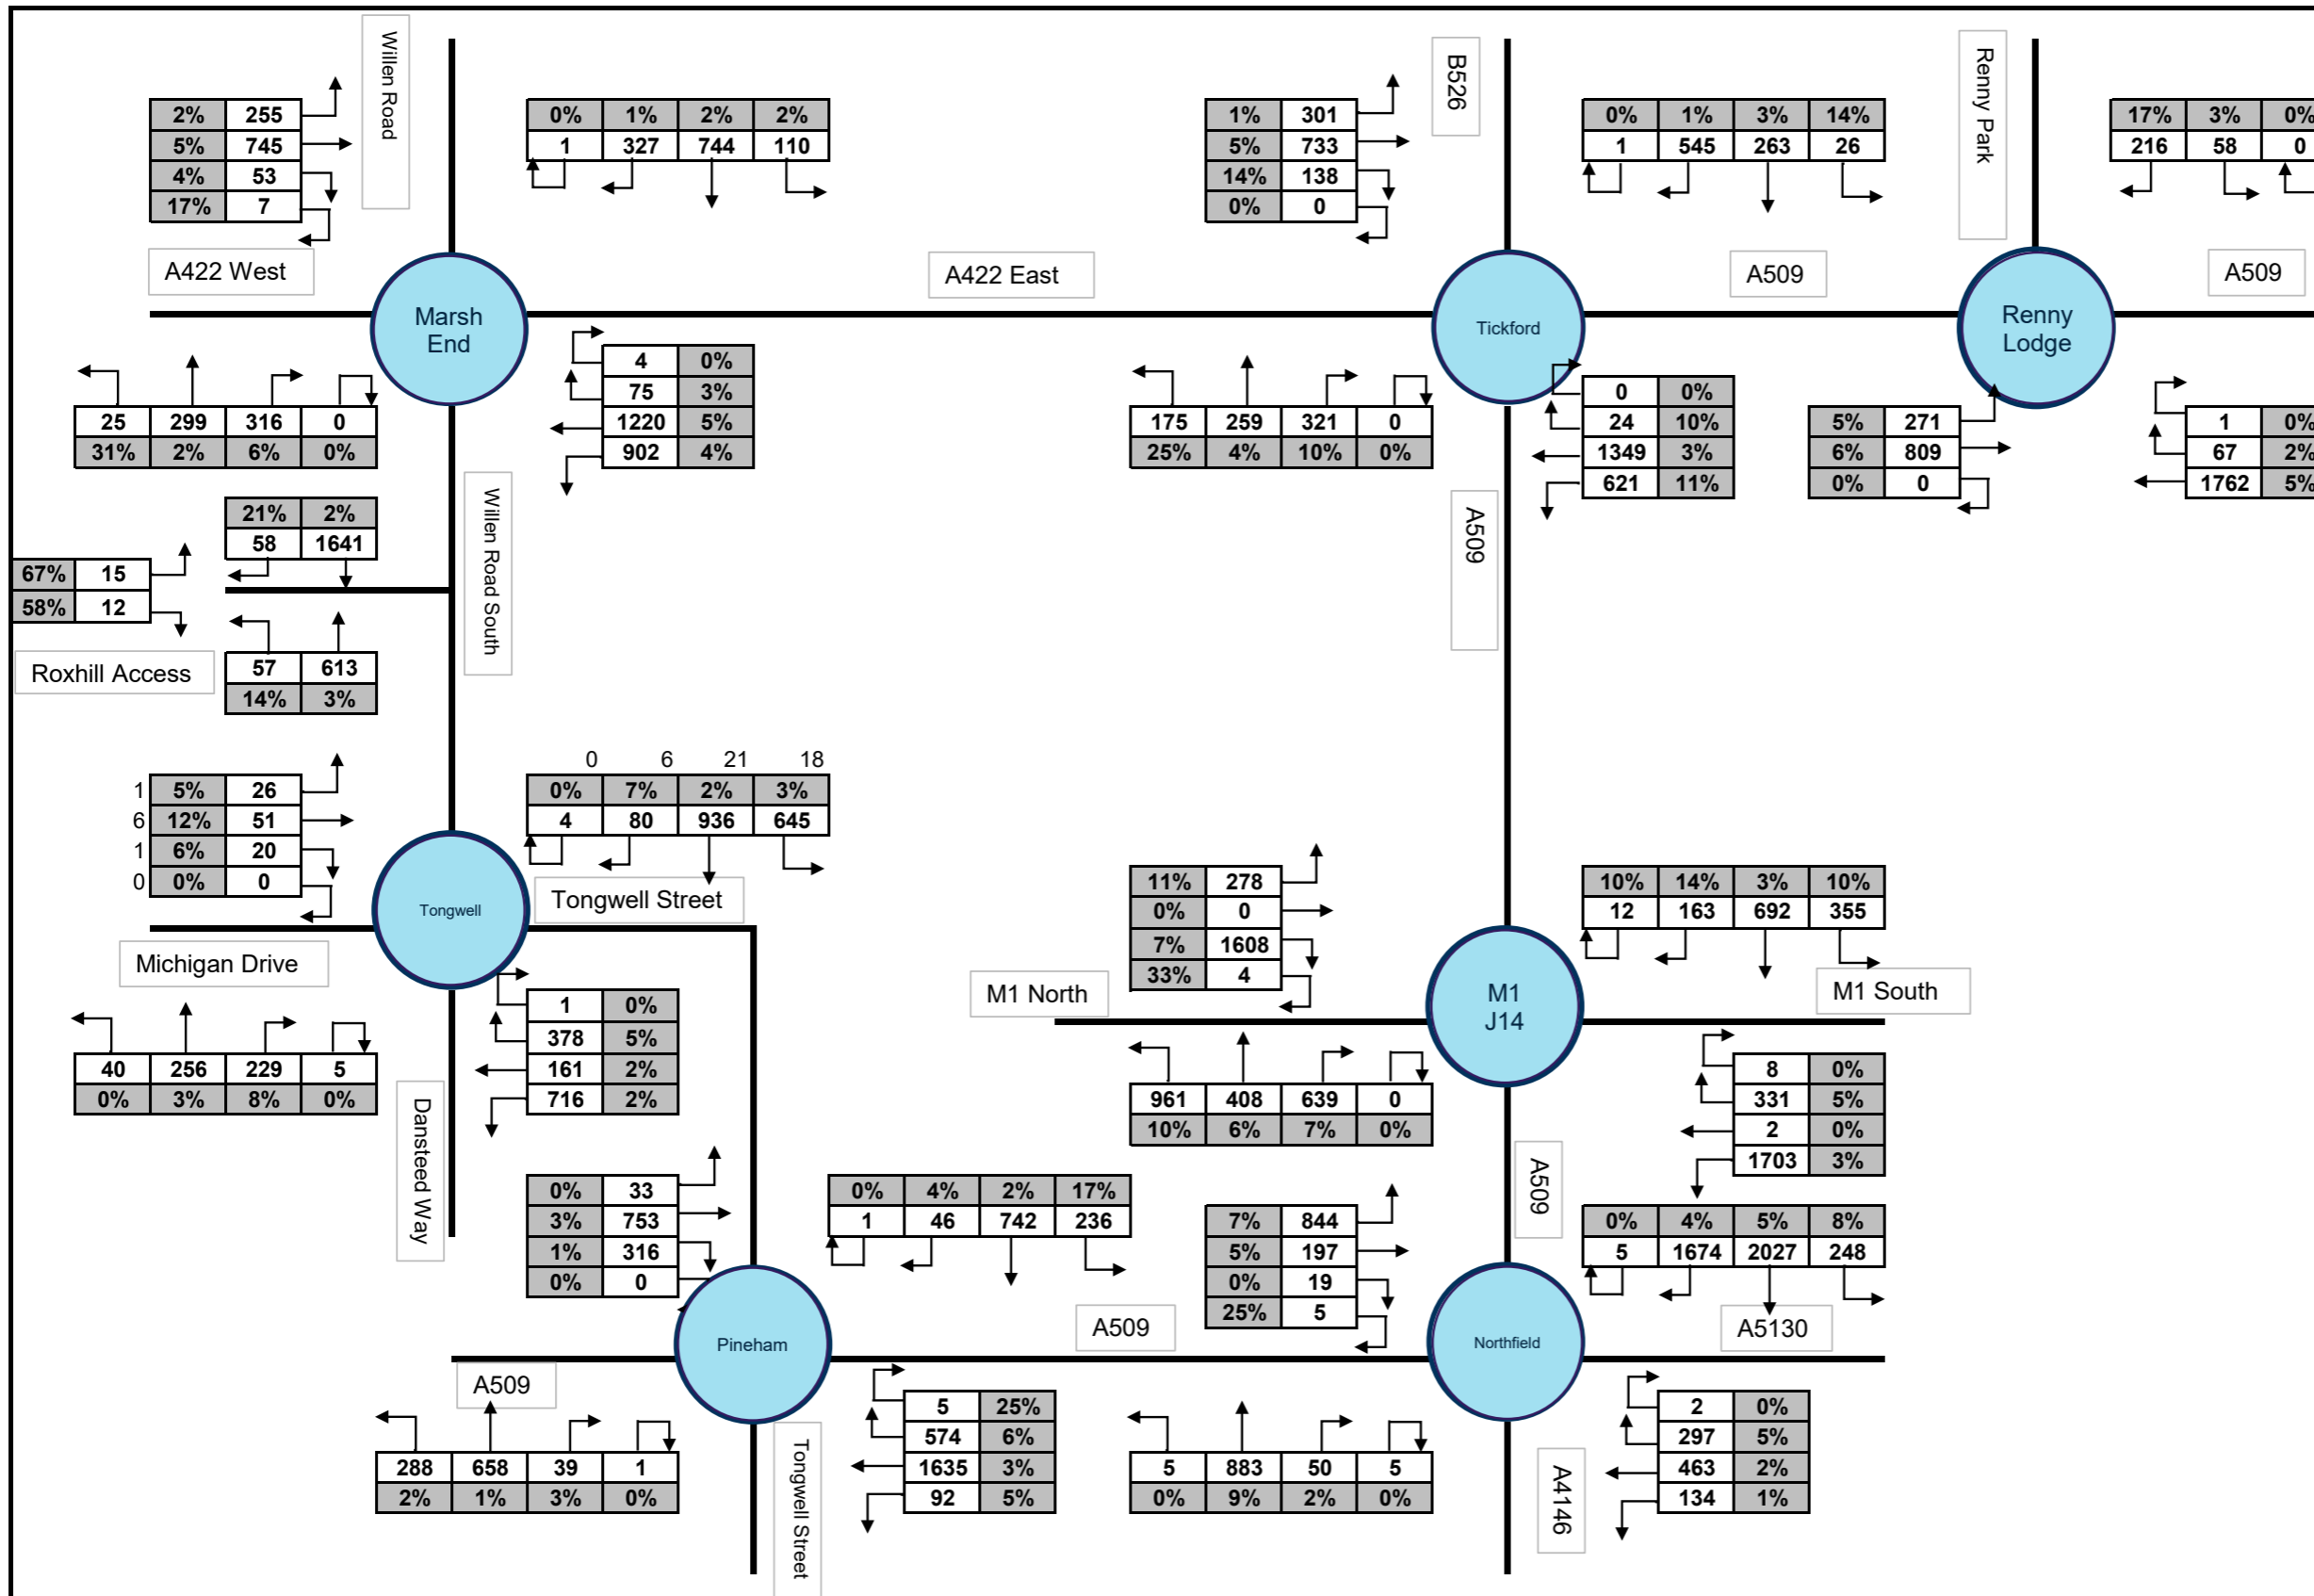 Willen Road
B526
Renny Park
2% 255
5% 745
4% 53
17% 7
0% 1% 2% 2%
1 327 744 110
1% 301
5% 733
14% 138
0% 0
0% 1% 3% 14%
1 545 263 26
17% 3% 0%
216 58 0
A422 West
A422 East
A509
A509
Marsh
End
Tickford
Renny
Lodge
25 299 316 0
31% 2% 6% 0%
4 0%
75 3%
1220 5%
902 4%
175 259 321 0
25% 4% 10% 0%
0 0%
24 10%
1349 3%
621 11%
5% 271
6% 809
0% 0
1 0%
67 2%
1762 5%
Willen Road South
A509
21% 2%
58 1641
67% 15
58% 12
Roxhill Access
57 613
14% 3%
0 6 21 18
1 5% 26
6 12% 51
1 6% 20
0 0% 0
0% 7% 2% 3%
4 80 936 645
Tongwell
Tongwell Street
Michigan Drive
11% 278
0% 0
7% 1608
33% 4
10% 14% 3% 10%
12 163 692 355
M1 North
M1
J14
M1 South
40 256 229 5
0% 3% 8% 0%
Dansteed Way
1 0%
378 5%
161 2%
716 2%
961 408 639 0
10% 6% 7% 0%
8 0%
331 5%
2 0%
1703 3%
A509
0% 33
3% 753
1% 316
0% 0
0% 4% 2% 17%
1 46 742 236
7% 844
5% 197
0% 19
25% 5
0% 4% 5% 8%
5 1674 2027 248
A509
A5130
Pineham
Northfield
A509
288 658 39 1
2% 1% 3% 0%
Tongwell Street
5 25%
574 6%
1635 3%
92 5%
5 883 50 5
0% 9% 2% 0%
A4146
2 0%
297 5%
463 2%
134 1%